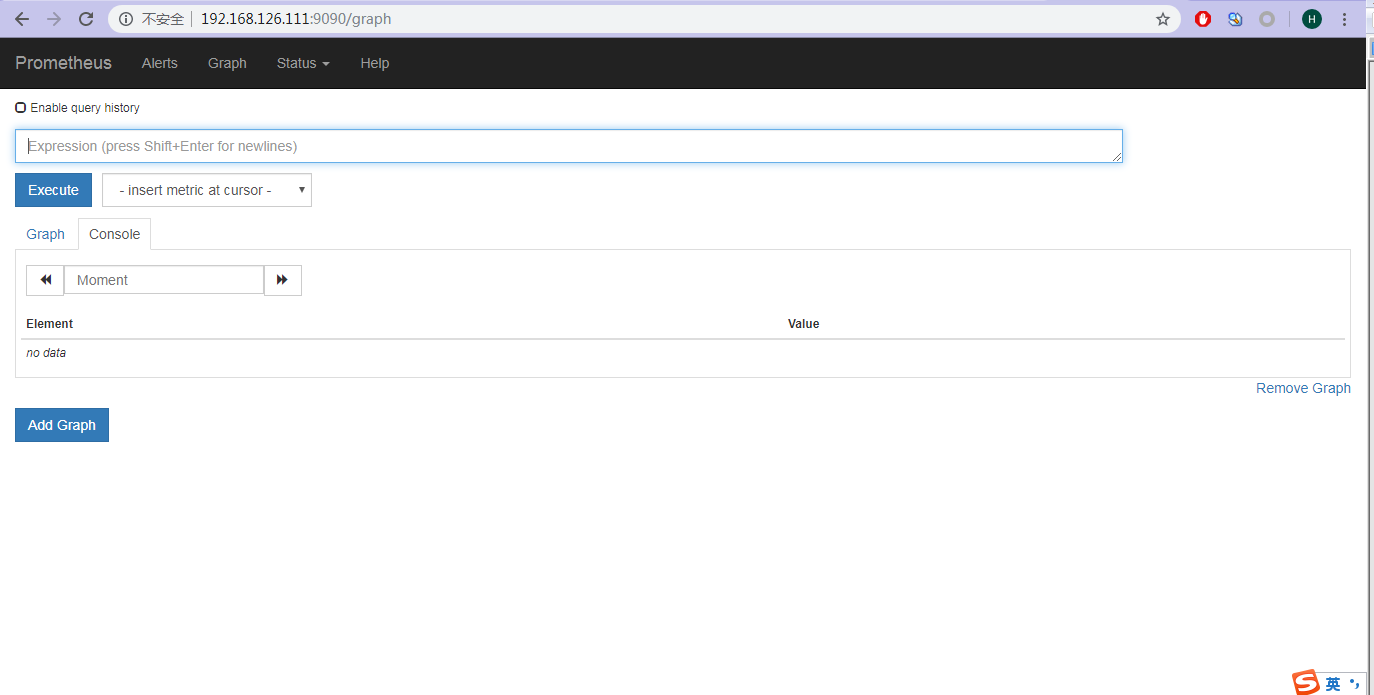 不安全 192.168.126.111:9090/graph
H
Prometheus Alerts Graph Status Help
Enable query history
Expression (press Shift+Enter for newlines)
Execute - insert metric at cursor -
Graph Console
Moment
Element Value
no data
Remove Graph
Add Graph
S 英